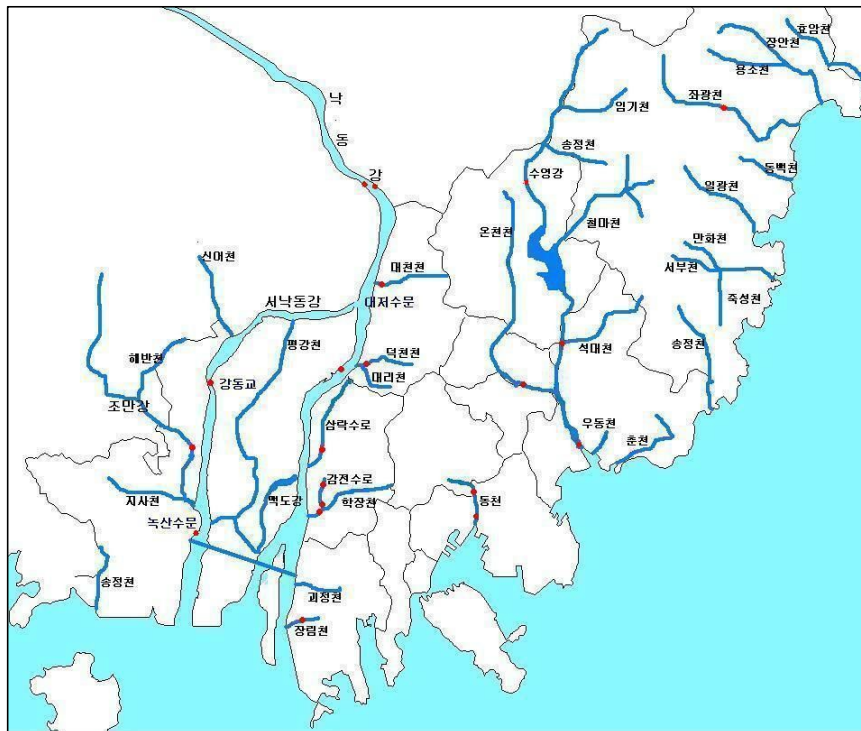 효암천
장안천
용소천
좌광천
낙
동
강
임기천
송정천
수영강
동백천
일광천
철마천
온천천
만화천
서부천
죽성천
신어천
대천천
서낙동강
대저수문
평강천
해반천
덕천천
대리천
석대천
송정천
강동교
조만강
삼락수로
우동천
춘천
감전수로
맥도강
학장천
동천
지사천
녹산수문
송정천
괴정천
장림천